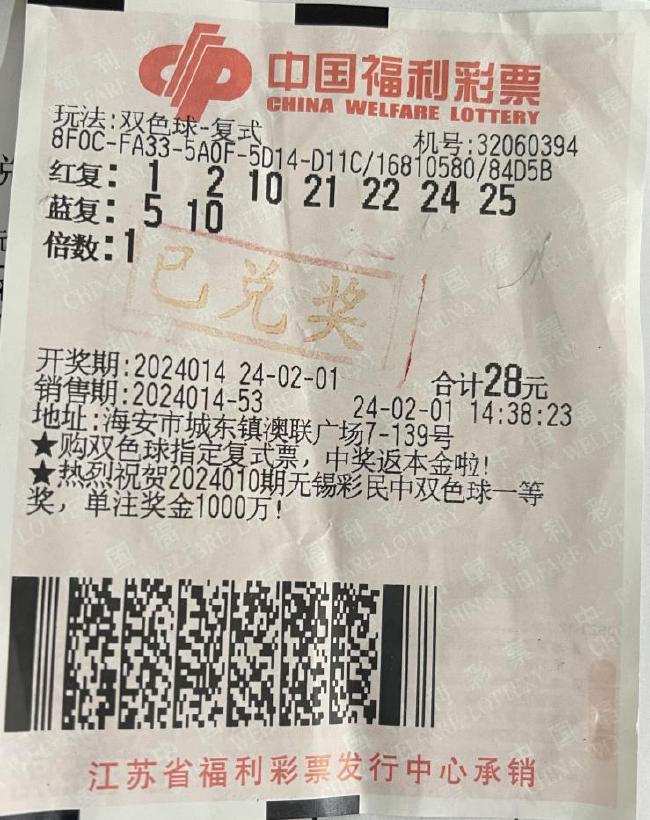 中国福利彩票
CHINA WELFARE LOTTERY
玩法:双色球-复式 机号:32060394
8F0C-FA33-5A0F-5D14-D11C/16810580/84D5B
红复: 1 2 10 21 22 24 25
蓝复: 5 10
倍数:1
已兑奖
开奖期:2024014 24-02-01 合计28元
销售期:2024014-53 24-02-01 14:38:23
地址:海安市城东镇澳联广场7-139号
★购双色球指定复式票，中奖返本金啦!
★热烈祝贺2024010期无锡彩民中双色球一等
奖，单注奖金1000万!
江苏省福利彩票发行中心承销